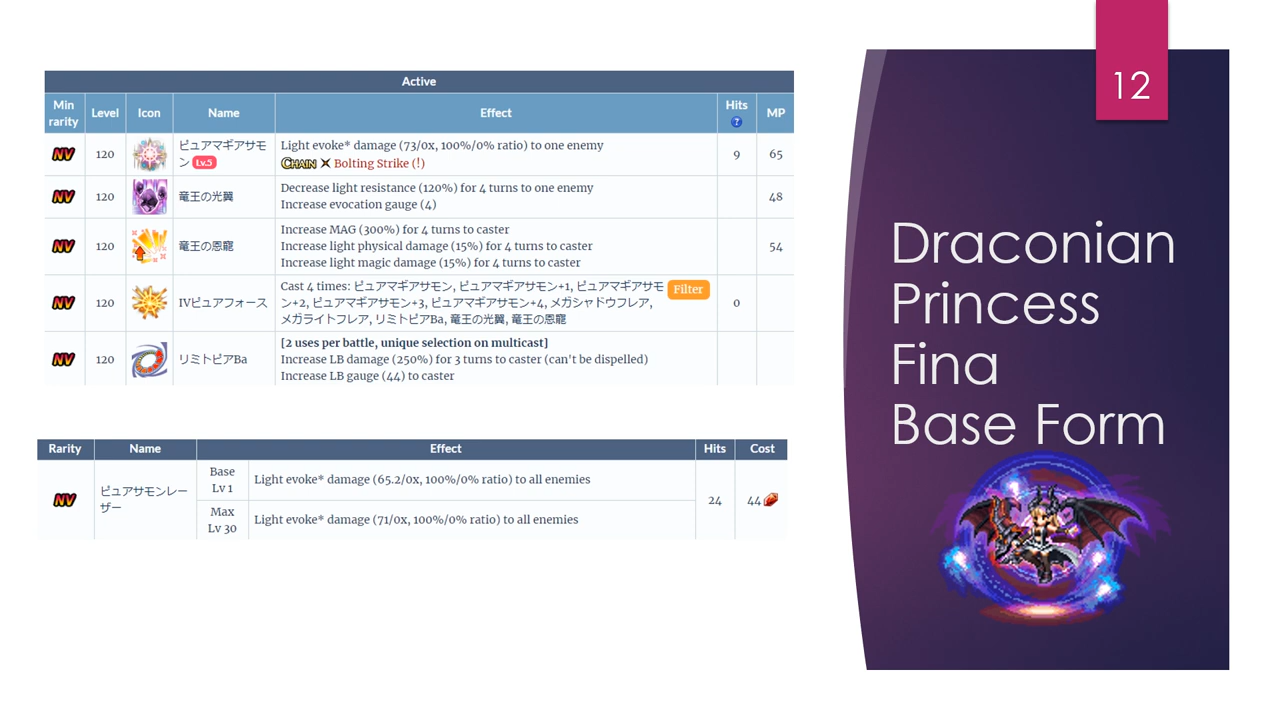 Active
Min rarity Level Icon Name Effect Hits ? MP
NV 120 ピュアマギアサモン Lv.5 Light evoke* damage (73/0x, 100%/0% ratio) to one enemy 9 65
CHAIN Bolting Strike (!)
NV 120 竜王の光翼 Decrease light resistance (120%) for 4 turns to one enemy 48
Increase evocation gauge (4)
NV 120 竜王の恩寵 Increase MAG (300%) for 4 turns to caster 54
Increase light physical damage (15%) for 4 turns to caster
Increase light magic damage (15%) for 4 turns to caster
NV 120 IVピュアフォース Cast 4 times: ピュアマギアサモン, ピュアマギアサモン+1, ピュアマギアサモ Filter 0
ン+2, ピュアマギアサモン+3, ピュアマギアサモン+4, メガシャドウフレア,
メガライトフレア, リミトピアBa, 竜王の光翼, 竜王の恩寵
NV 120 リミトピアBa [2 uses per battle, unique selection on multicast]
Increase LB damage (250%) for 3 turns to caster (can't be dispelled)
Increase LB gauge (44) to caster
Rarity Name Effect Hits Cost
NV ピュアサモンレーザー Base Lv 1 Light evoke* damage (65.2/0x, 100%/0% ratio) to all enemies 24 44
Max Lv 30 Light evoke* damage (71/0x, 100%/0% ratio) to all enemies
12
Draconian
Princess
Fina
Base Form